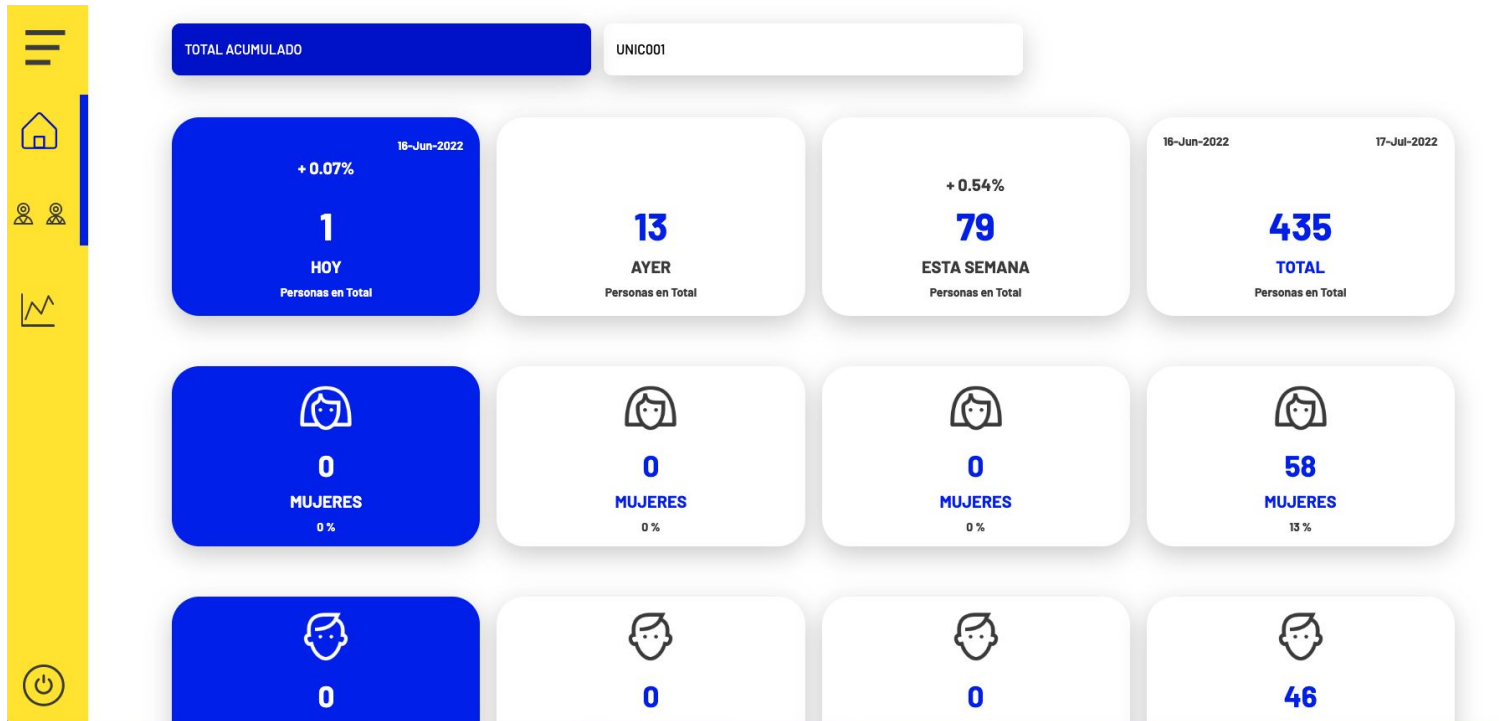 TOTAL ACUMULADO
UNIC001
16-Jun-2022
+ 0.07%
1
HOY
Personas en Total
13
AYER
Personas en Total
+ 0.54%
79
ESTA SEMANA
Personas en Total
16-Jun-2022 17-Jul-2022
435
TOTAL
Personas en Total
0
MUJERES
0 %
0
MUJERES
0 %
0
MUJERES
0 %
58
MUJERES
13 %
0
0
0
46